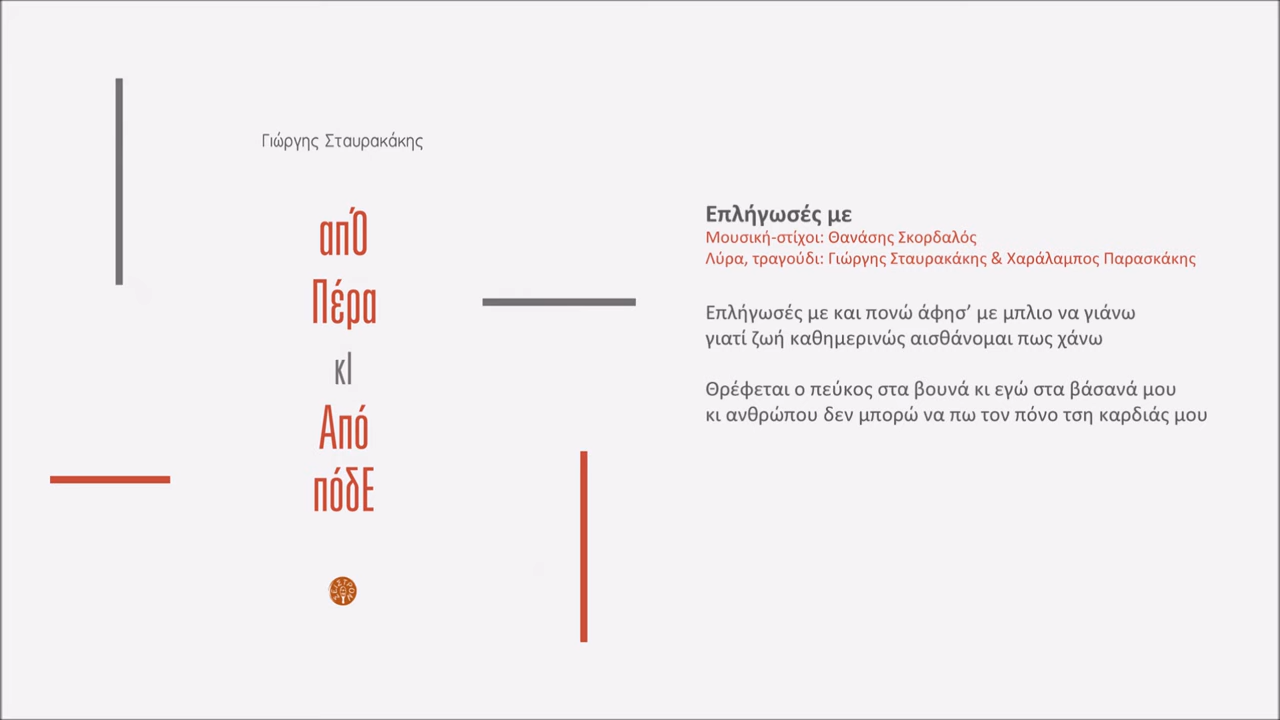 Γιώργης Σταυρακάκης
απΌ
Πέρα
κΙ
Από
πόδΕ
Επλήγωσές με
Μουσική-στίχοι: Θανάσης Σκορδαλός
Λύρα, τραγούδι: Γιώργης Σταυρακάκης & Χαράλαμπος Παρασκάκης
Επλήγωσές με και πονώ άφησ’ με μπλιο να γιάνω
γιατί ζωή καθημερινώς αισθάνομαι πως χάνω
Θρέφεται ο πεύκος στα βουνά κι εγώ στα βάσανά μου
κι ανθρώπου δεν μπορώ να πω τον πόνο τση καρδιάς μου